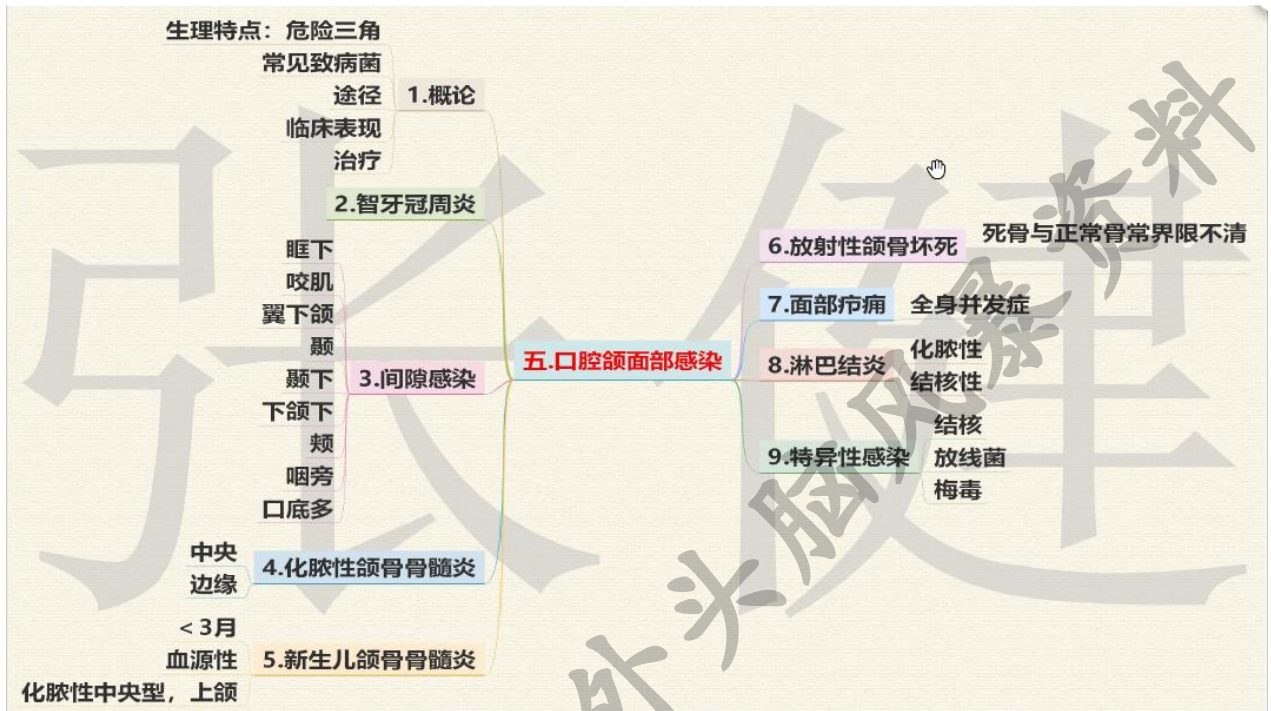 五.口腔颌面部感染
1.概论
生理特点：危险三角
常见致病菌
途径
临床表现
治疗
2.智牙冠周炎
3.间隙感染
眶下
咬肌
翼下颌
颞
颞下
下颌下
颊
咽旁
口底多
4.化脓性颌骨骨髓炎
中央
边缘
5.新生儿颌骨骨髓炎
＜3月
血源性
化脓性中央型，上颌
6.放射性颌骨坏死
死骨与正常骨常界限不清
7.面部疖痈
全身并发症
8.淋巴结炎
化脓性
结核性
9.特异性感染
结核
放线菌
梅毒
张健
外头脑风暴资料